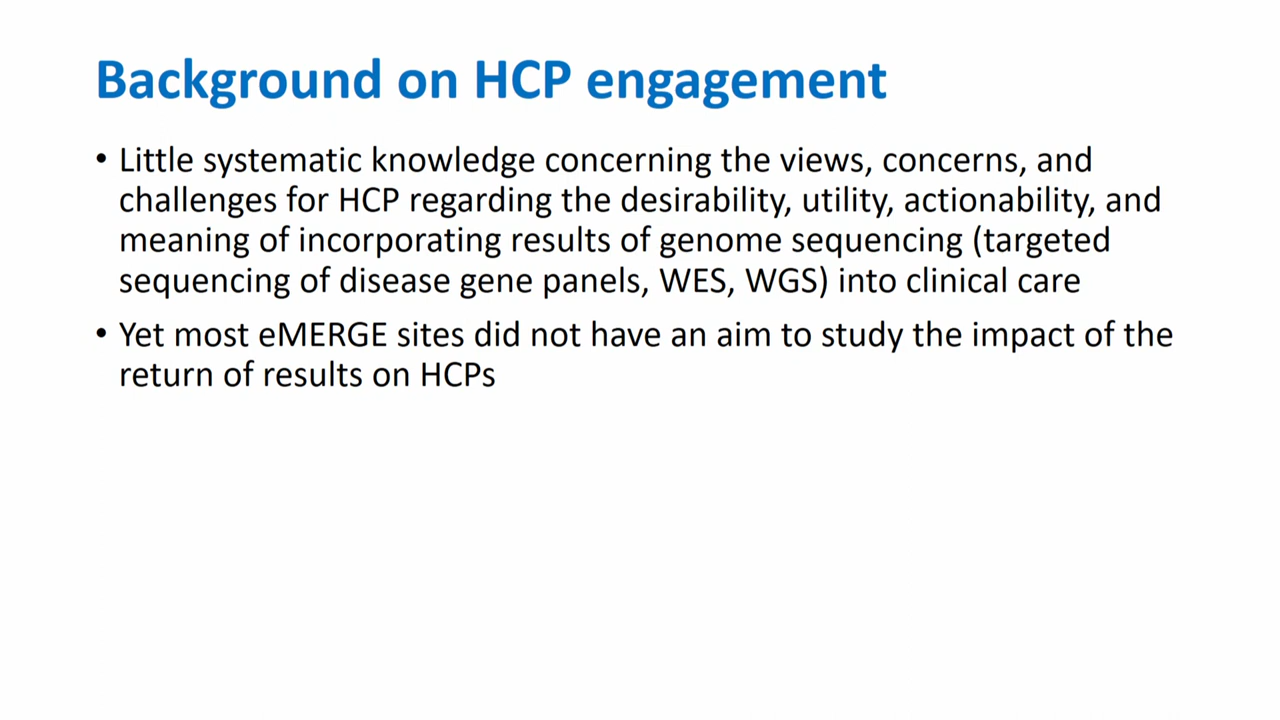 Background on HCP engagement
• Little systematic knowledge concerning the views, concerns, and
challenges for HCP regarding the desirability, utility, actionability, and
meaning of incorporating results of genome sequencing (targeted
sequencing of disease gene panels, WES, WGS) into clinical care
• Yet most eMERGE sites did not have an aim to study the impact of the
return of results on HCPs